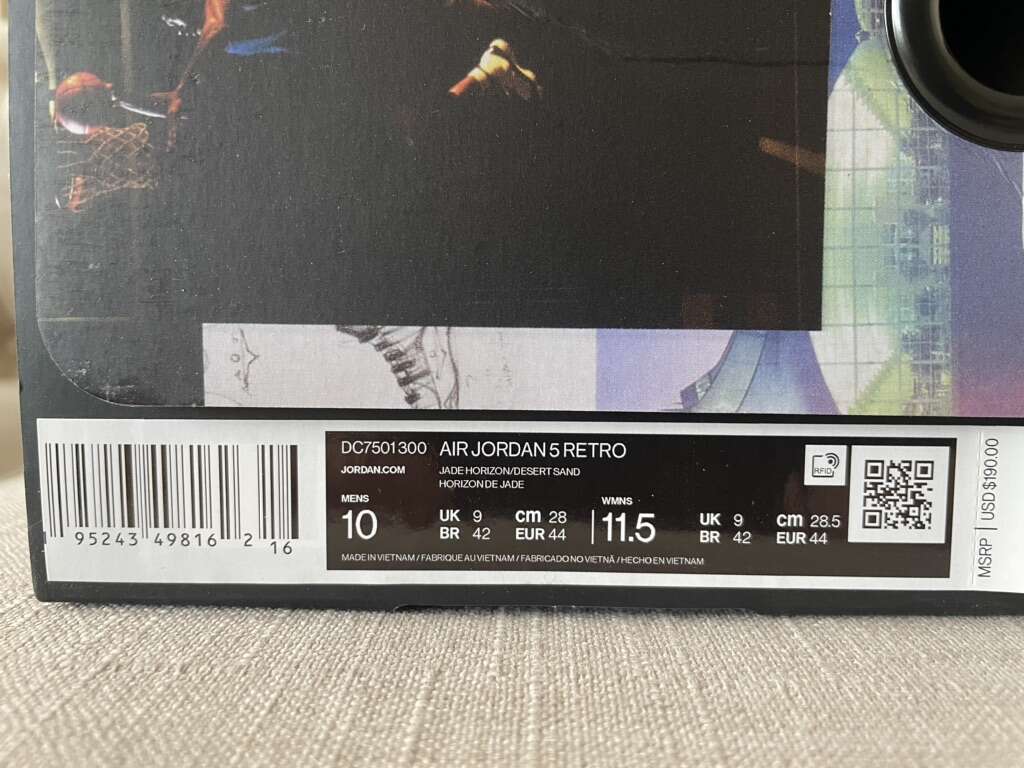 DC7501300 AIR JORDAN 5 RETRO
JORDAN.COM JADE HORIZON/DESERT SAND
HORIZON DE JADE
RFID
MENS
10
UK 9 cm 28
BR 42 EUR 44
WMNS
11.5
UK 9 cm 28.5
BR 42 EUR 44
MADE IN VIETNAM / FABRIQUE AU VIETNAM / FABRICADO NO VIETNÃ / HECHO EN VIETNAM
95243 49816 2 16
MSRP USD $190.00